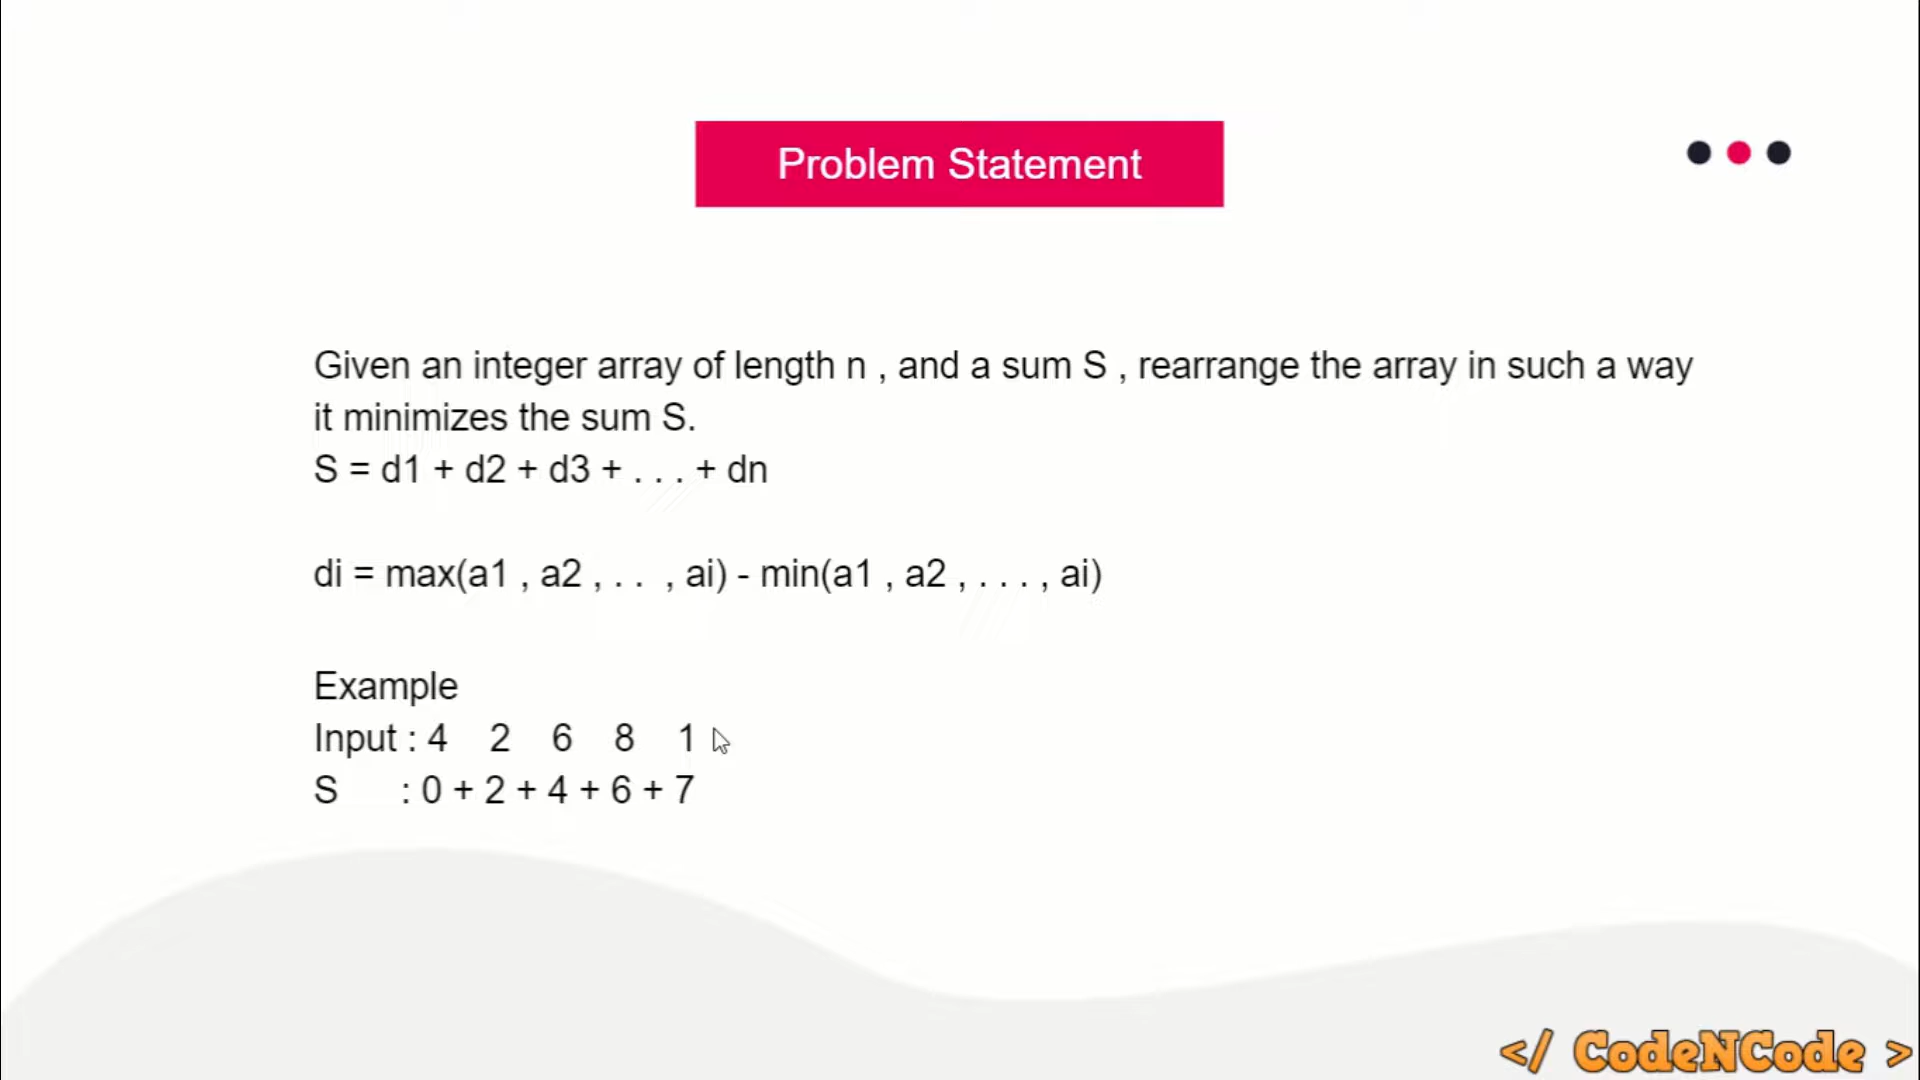 Problem Statement
Given an integer array of length n , and a sum S , rearrange the array in such a way
it minimizes the sum S.
S = d1 + d2 + d3 + . . . + dn
di = max(a1 , a2 , . .  , ai) - min(a1 , a2 , . . . , ai)
Example
Input : 4 2 6 8 1
S : 0 + 2 + 4 + 6 + 7
</ CodeNCode >